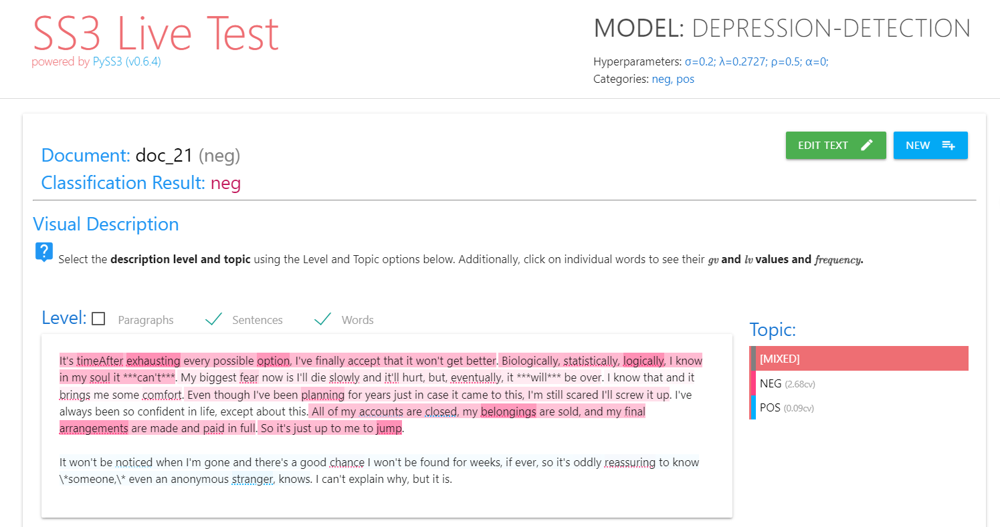 SS3 Live Test
powered by PySS3 (v0.6.4)
MODEL: DEPRESSION-DETECTION
Hyperparameters: σ=0.2; λ=0.2727; ρ=0.5; α=0;
Categories: neg, pos
EDIT TEXT
NEW
Document: doc_21 (neg)
Classification Result: neg
Visual Description
? Select the description level and topic using the Level and Topic options below. Additionally, click on individual words to see their gv and lv values and frequency.
Level: Paragraphs Sentences Words
It's timeAfter exhausting every possible option, I've finally accept that it won't get better. Biologically, statistically, logically, I know
in my soul it ***can't***. My biggest fear now is I'll die slowly and it'll hurt, but, eventually, it ***will*** be over. I know that and it
brings me some comfort. Even though I've been planning for years just in case it came to this, I'm still scared I'll screw it up. I've
always been so confident in life, except about this. All of my accounts are closed, my belongings are sold, and my final
arrangements are made and paid in full. So it's just up to me to jump.
It won't be noticed when I'm gone and there's a good chance I won't be found for weeks, if ever, so it's oddly reassuring to know
\*someone,\* even an anonymous stranger, knows. I can't explain why, but it is.
Topic:
[MIXED]
NEG (2.68cv)
POS (0.09cv)